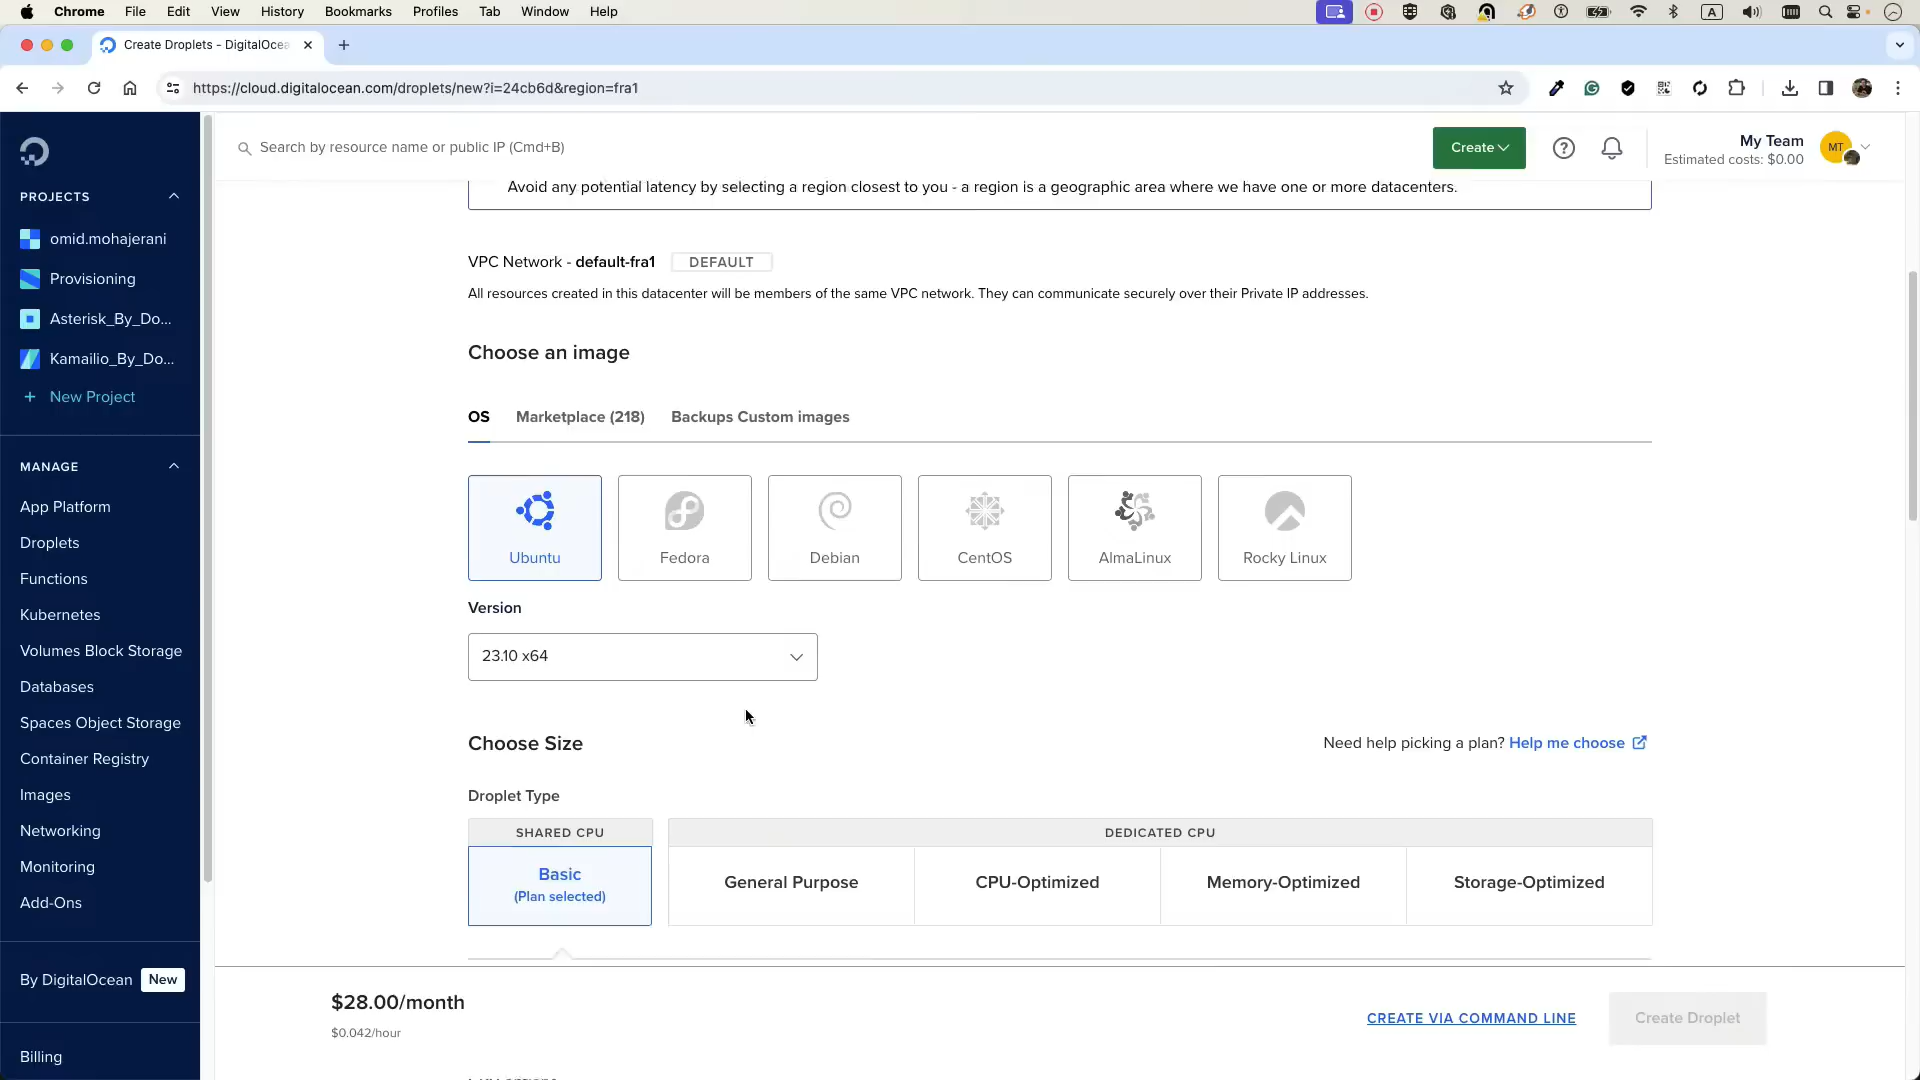 Chrome File Edit View History Bookmarks Profiles Tab Window Help
A
Create Droplets - DigitalOcea
https://cloud.digitalocean.com/droplets/new?i=24cb6d&region=fra1
Search by resource name or public IP (Cmd+B)
Create
My Team
Estimated costs: $0.00
MT
PROJECTS
omid.mohajerani
Provisioning
Asterisk_By_Do...
Kamailio_By_Do...
+ New Project
MANAGE
App Platform
Droplets
Functions
Kubernetes
Volumes Block Storage
Databases
Spaces Object Storage
Container Registry
Images
Networking
Monitoring
Add-Ons
By DigitalOcean New
Billing
Avoid any potential latency by selecting a region closest to you - a region is a geographic area where we have one or more datacenters.
VPC Network - default-fra1 DEFAULT
All resources created in this datacenter will be members of the same VPC network. They can communicate securely over their Private IP addresses.
Choose an image
OS Marketplace (218) Backups Custom images
Ubuntu Fedora Debian CentOS AlmaLinux Rocky Linux
Version
23.10 x64
Choose Size
Need help picking a plan? Help me choose
Droplet Type
SHARED CPU DEDICATED CPU
Basic
(Plan selected)
General Purpose CPU-Optimized Memory-Optimized Storage-Optimized
$28.00/month
$0.042/hour
CREATE VIA COMMAND LINE Create Droplet